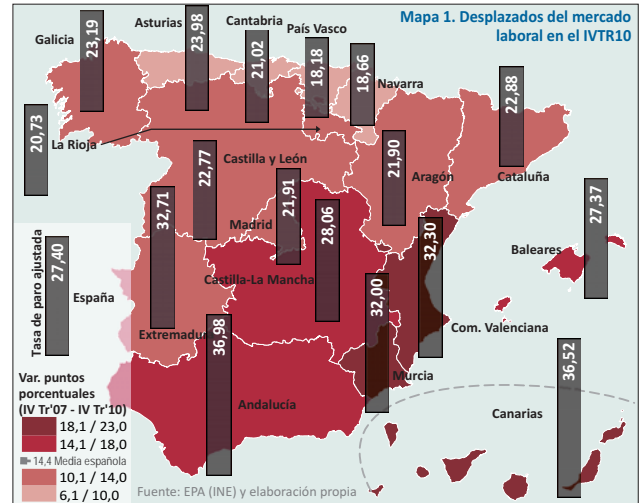 Mapa 1. Desplazados del mercado
laboral en el IVTR10
Galicia
23,19
Asturias
23,98
Cantabria
21,02
País Vasco
18,18
18,66
Navarra
20,73
La Rioja
22,77
Castilla y León
21,90
Aragón
22,88
Cataluña
32,71
Extremadur
21,91
Madrid
28,06
Castilla-La Mancha
32,30
Com. Valenciana
27,37
Baleares
32,00
Murcia
36,98
Andalucía
36,52
Canarias
Tasa de paro ajustada
27,40
España
Var. puntos
porcentuales
(IV Tr'07 - IV Tr'10)
18,1 / 23,0
14,1 / 18,0
14,4 Media española
10,1 / 14,0
6,1 / 10,0
Fuente: EPA (INE) y elaboración propia